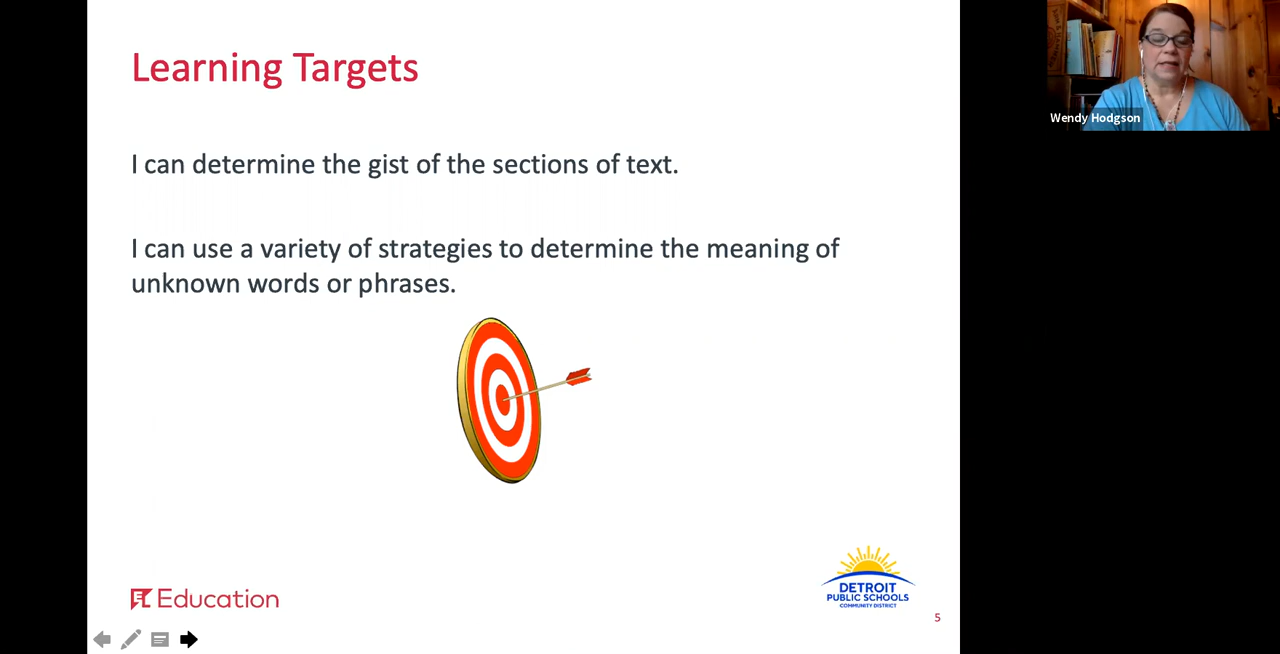 Learning Targets
I can determine the gist of the sections of text.
I can use a variety of strategies to determine the meaning of
unknown words or phrases.
EL Education
DETROIT
PUBLIC SCHOOLS
COMMUNITY DISTRICT
5
Wendy Hodgson